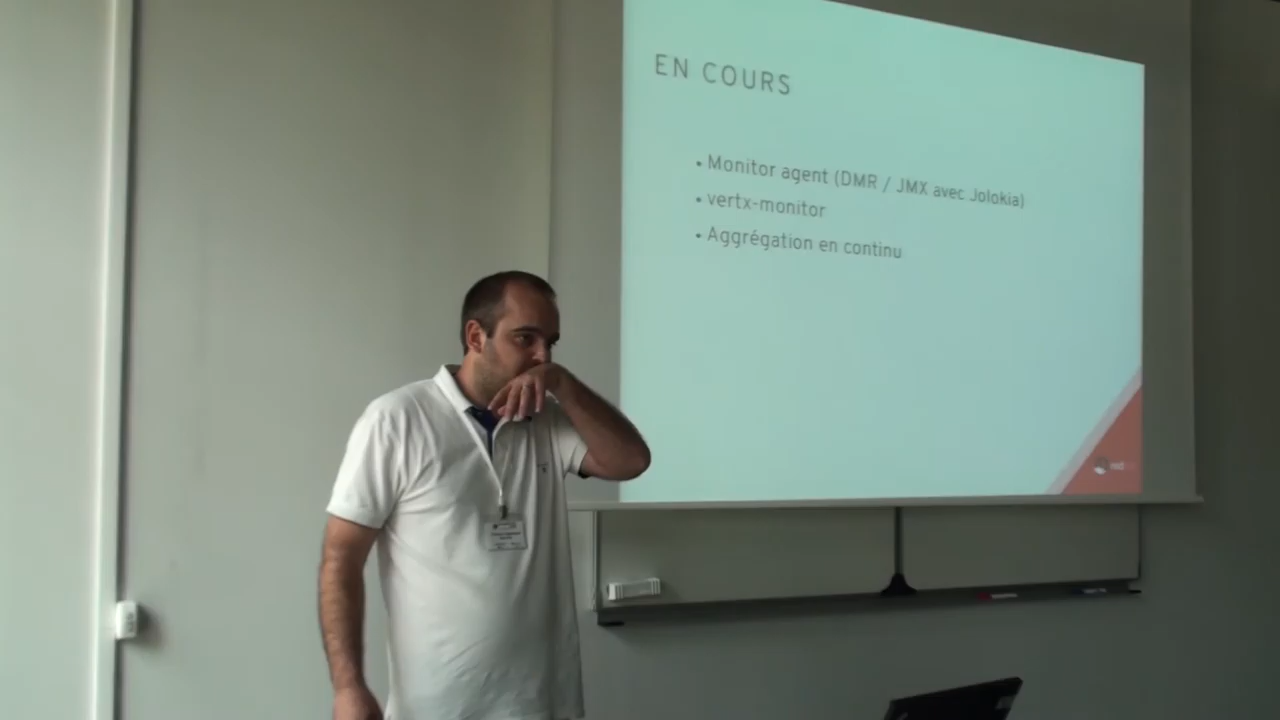 EN COURS
• Monitor agent (DMR / JMX avec Jolokia)
• vertx-monitor
• Aggrégation en continu